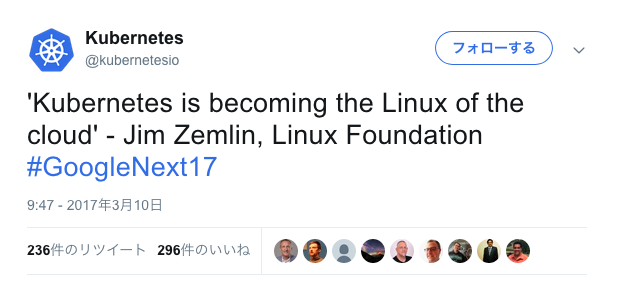 Kubernetes
@kubernetesio
フォローする
'Kubernetes is becoming the Linux of the
cloud' - Jim Zemlin, Linux Foundation
#GoogleNext17
9:47 - 2017年3月10日
236件のリツイート 296件のいいね